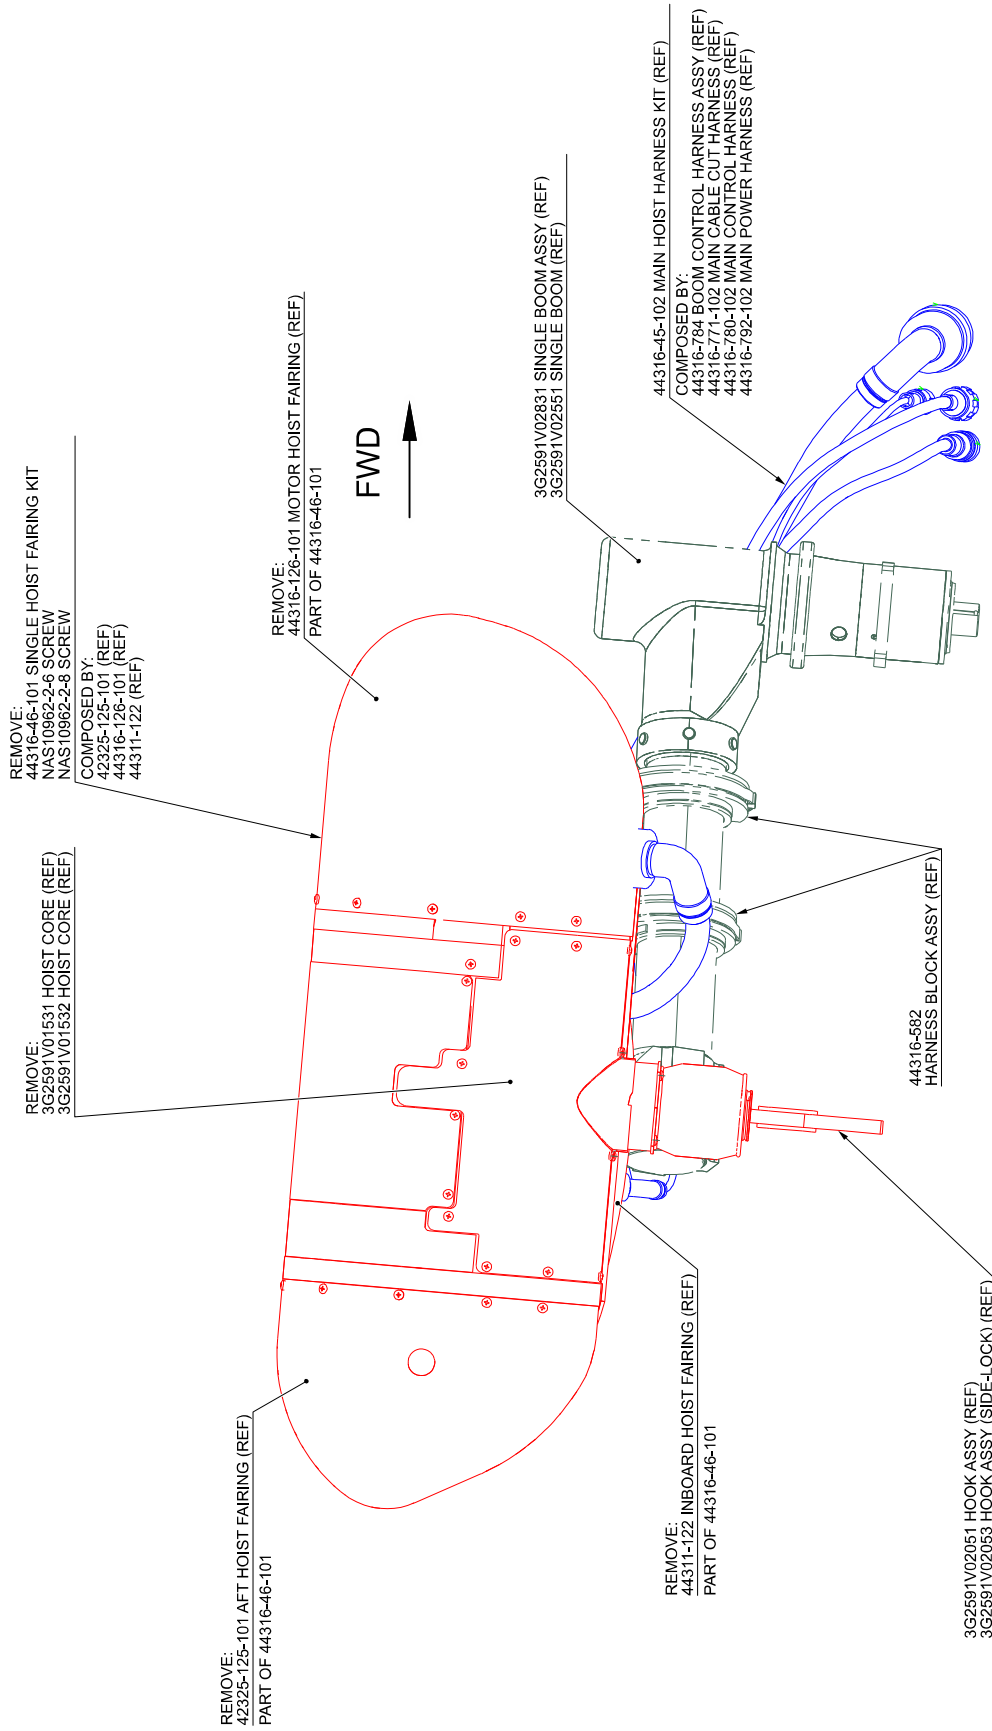 REMOVE:
44316-46-101 SINGLE HOIST FAIRING KIT
NAS10962-2-6 SCREW
NAS10962-2-8 SCREW
COMPOSED BY:
42325-125-101 (REF)
44316-126-101 (REF)
44311-122 (REF)
REMOVE:
3G2591V01531 HOIST CORE (REF)
3G2591V01532 HOIST CORE (REF)
REMOVE:
44316-126-101 MOTOR HOIST FAIRING (REF)
PART OF 44316-46-101
FWD
3G2591V02831 SINGLE BOOM ASSY (REF)
3G2591V02551 SINGLE BOOM (REF)
44316-45-102 MAIN HOIST HARNESS KIT (REF)
COMPOSED BY:
44316-784 BOOM CONTROL HARNESS ASSY (REF)
44316-771-102 MAIN CABLE CUT HARNESS (REF)
44316-780-102 MAIN CONTROL HARNESS (REF)
44316-792-102 MAIN POWER HARNESS (REF)
44316-582
HARNESS BLOCK ASSY (REF)
REMOVE:
42325-125-101 AFT HOIST FAIRING (REF)
PART OF 44316-46-101
REMOVE:
44311-122 INBOARD HOIST FAIRING (REF)
PART OF 44316-46-101
3G2591V02051 HOOK ASSY (REF)
3G2591V02053 HOOK ASSY (SIDE-LOCK) (REF)